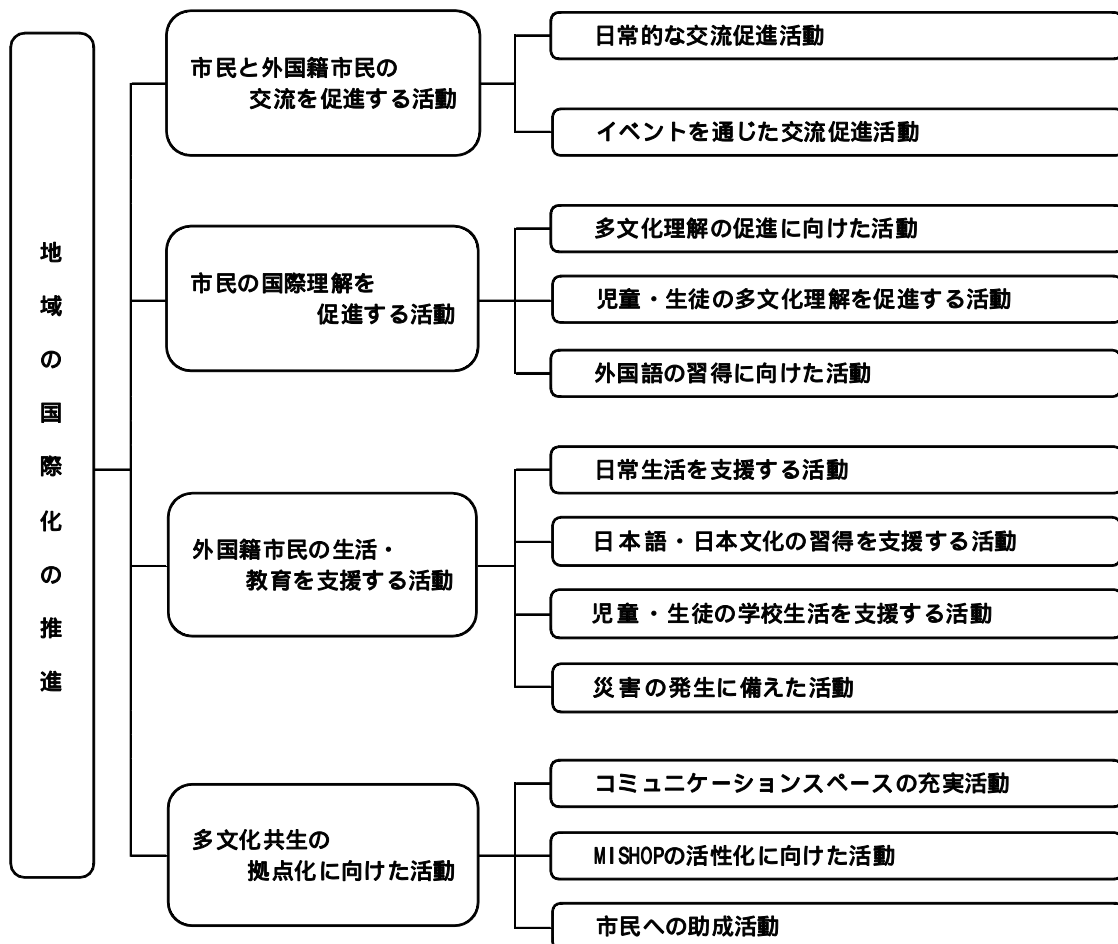 地域の国際化の推進
市民と外国籍市民の
交流を促進する活動
日常的な交流促進活動
イベントを通じた交流促進活動
市民の国際理解を
促進する活動
多文化理解の促進に向けた活動
児童・生徒の多文化理解を促進する活動
外国語の習得に向けた活動
外国籍市民の生活・
教育を支援する活動
日常生活を支援する活動
日本語・日本文化の習得を支援する活動
児童・生徒の学校生活を支援する活動
災害の発生に備えた活動
多文化共生の
拠点化に向けた活動
コミュニケーションスペースの充実活動
MISHOPの活性化に向けた活動
市民への助成活動